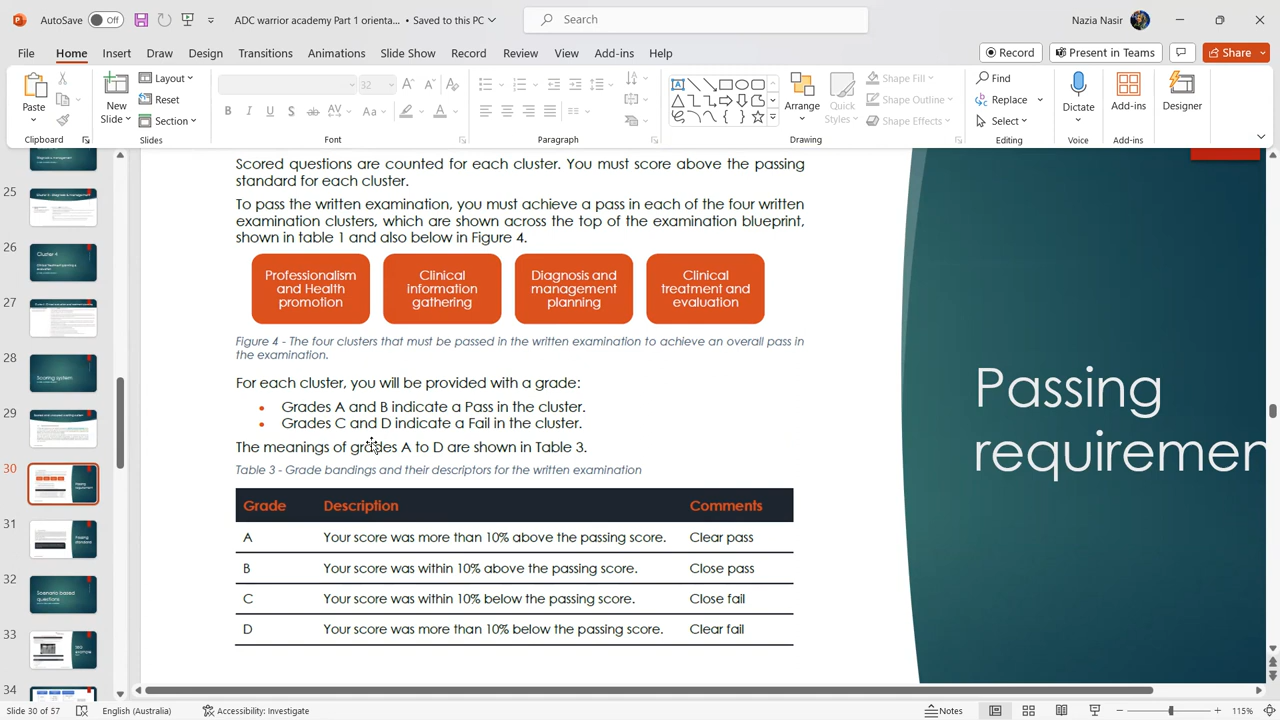 AutoSave Off ADC warrior academy Part 1 orienta... • Saved to this PC Search Nazia Nasir
File Home Insert Draw Design Transitions Animations Slide Show Record Review View Add-ins Help Record Present in Teams Share
Paste
New Slide
Layout
Reset
Section
32
Arrange
Quick Styles
Shape Fill
Shape Outline
Shape Effects
Find
Replace
Select
Dictate
Add-ins
Designer
Clipboard Slides Font Paragraph Drawing Editing Voice Add-ins
25
26
Cluster 4
27
28
Scoring system
29
30
31
32
Scenario based questions
33
34
Scored queries are counted for each cluster. You must score above the passing
standard for each cluster.
To pass the written examination, you must achieve a pass in each of the four written
examination clusters, which are shown across the top of the examination blueprint,
shown in table 1 and also below in Figure 4.
Professionalism and Health promotion
Clinical information gathering
Diagnosis and management planning
Clinical treatment and evaluation
Figure 4 - The four clusters that must be passed in the written examination to achieve an overall pass in
the examination.
For each cluster, you will be provided with a grade:
• Grades A and B indicate a Pass in the cluster.
• Grades C and D indicate a Fail in the cluster.
The meanings of grades A to D are shown in Table 3.
Table 3 - Grade bandings and their descriptors for the written examination
Grade Description Comments
A Your score was more than 10% above the passing score. Clear pass
B Your score was within 10% above the passing score. Close pass
C Your score was within 10% below the passing score. Close fail
D Your score was more than 10% below the passing score. Clear fail
Passing
requiremen
Slide 30 of 57 English (Australia) Accessibility: Investigate Notes 115%